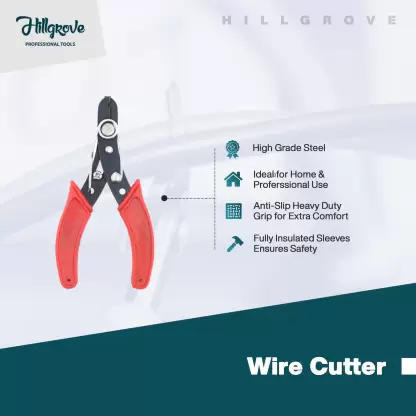 Hillgrove
PROFESSIONAL TOOLS
HILLGROVE
High Grade Steel
Ideal for Home &
Proferssional Use
Anti-Slip Heavy Duty
Grip for Extra Comfort
Fully Insulated Sleeves
Ensures Safety
Wire Cutter